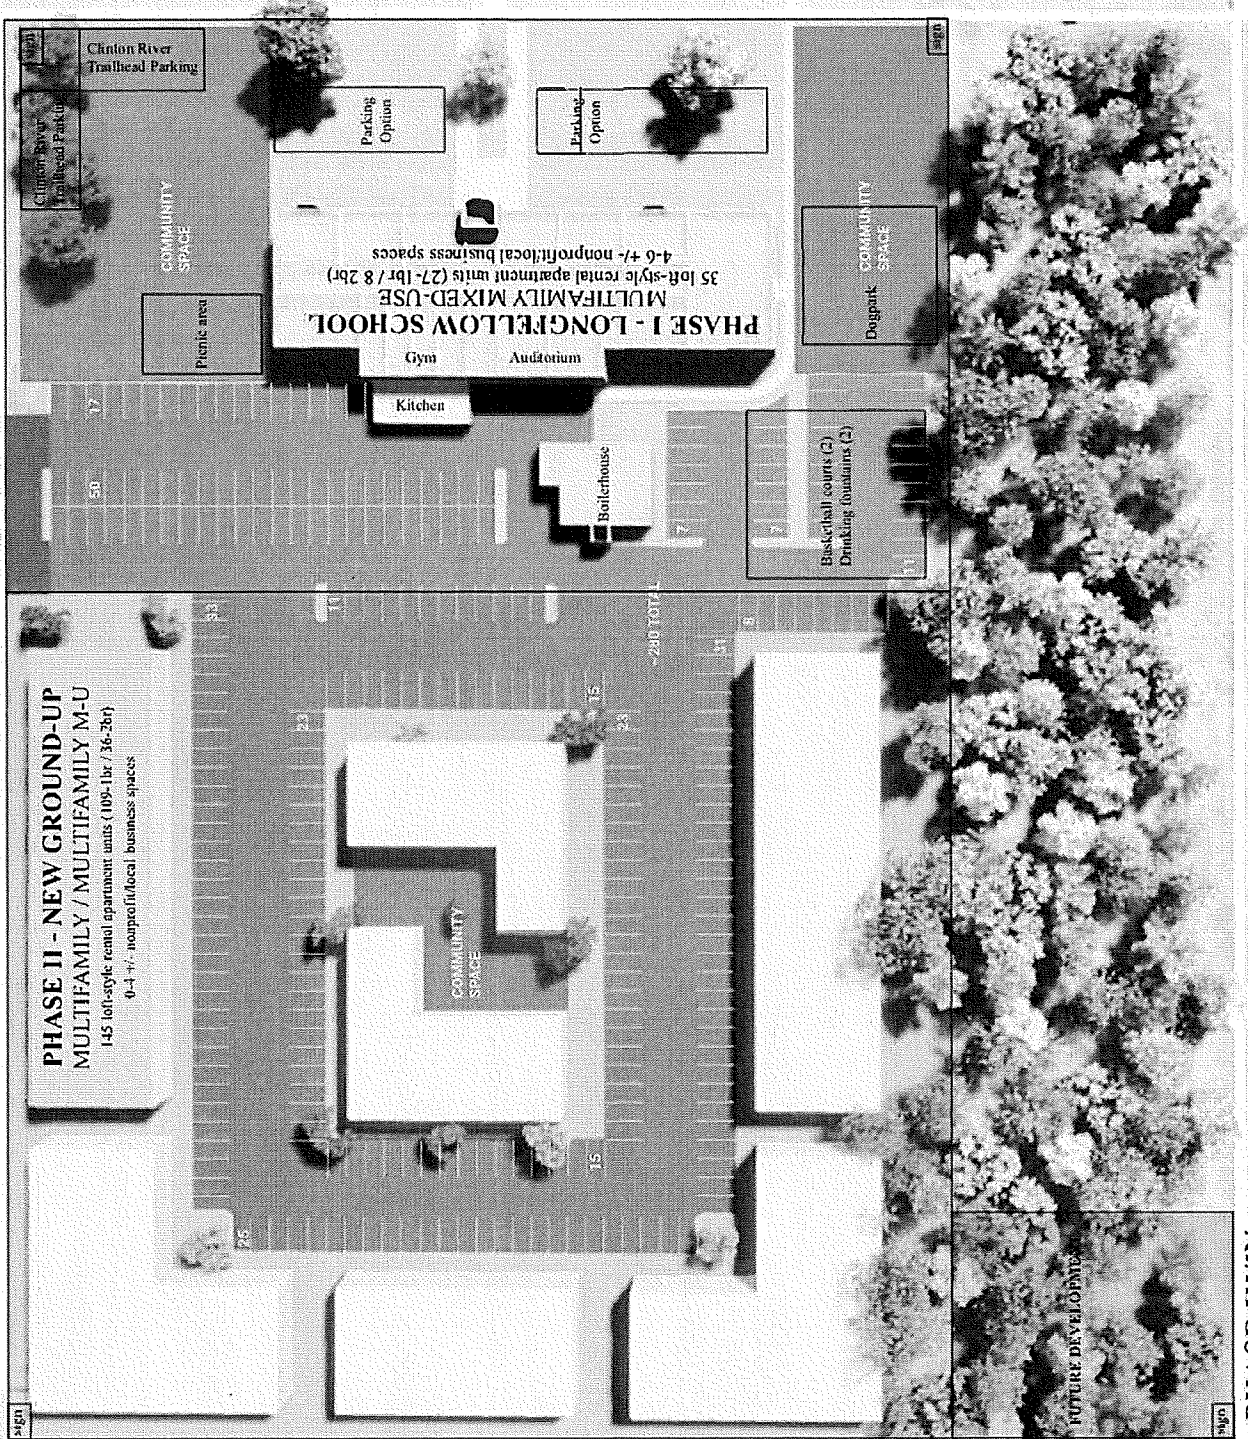 sign
Clinton River
Trailhead Parking
Clinton River
Trailhead Parking
sign
Parking
Option
Parking
Option
COMMUNITY
SPACE
COMMUNITY
SPACE
Dogpark
Picnic area
PHASE I - LONGFELLOW SCHOOL
MULTIFAMILY MIXED-USE
35 loft-style rental apartment units (27-1br / 8 2br)
4-6 +/- nonprofit/local business spaces
Gym
Auditorium
Kitchen
Boilerhouse
17
50
7
7
Basketball courts (2)
Drinking fountains (2)
33
11
~280 TOTAL
8
31
PHASE II - NEW GROUND-UP
MULTIFAMILY / MULTIFAMILY M-U
145 loft-style rental apartment units (109-1br / 36-2br)
0-4 +/- nonprofit/local business spaces
23
15
23
COMMUNITY
SPACE
15
26
FUTURE DEVELOPMENT
sign
sign